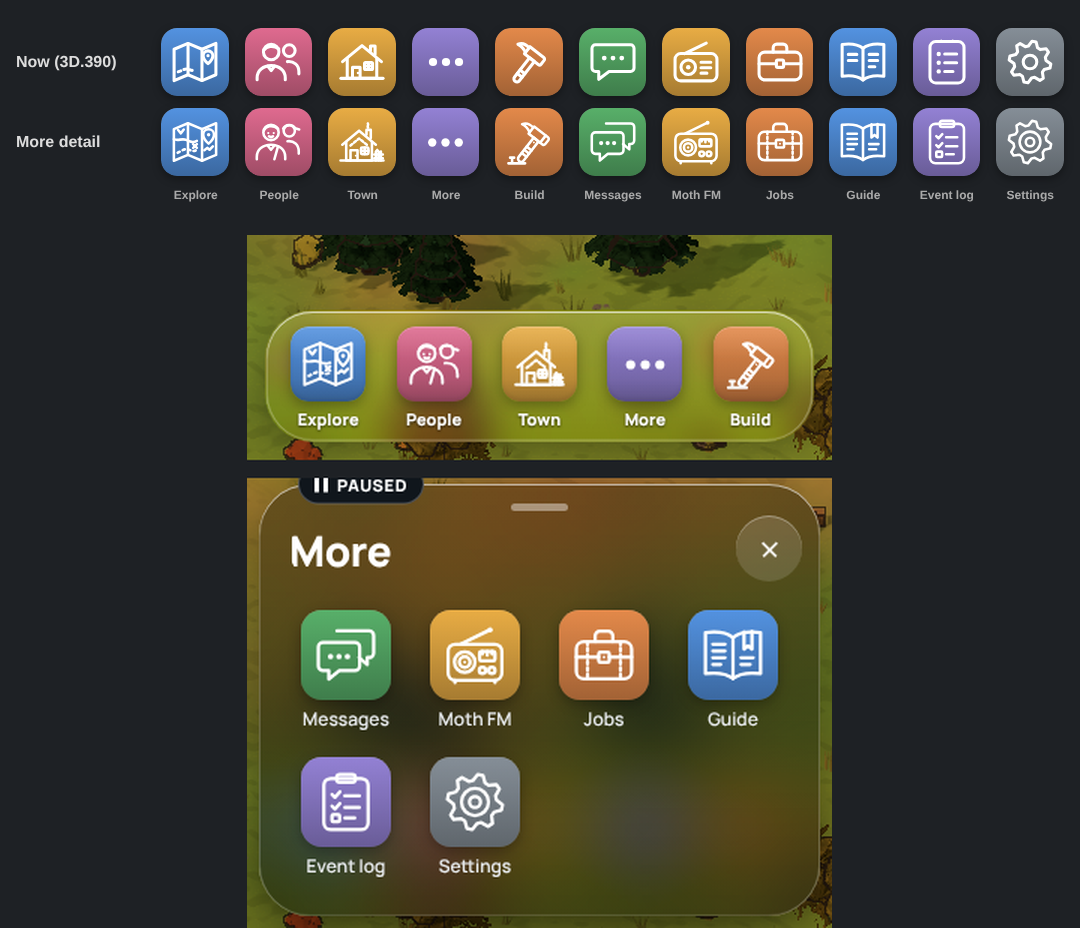 Now (3D.390)
More detail
Explore People Town More Build Messages Moth FM Jobs Guide Event log Settings
Explore People Town More Build
PAUSED
More
Messages Moth FM Jobs Guide
Event log Settings